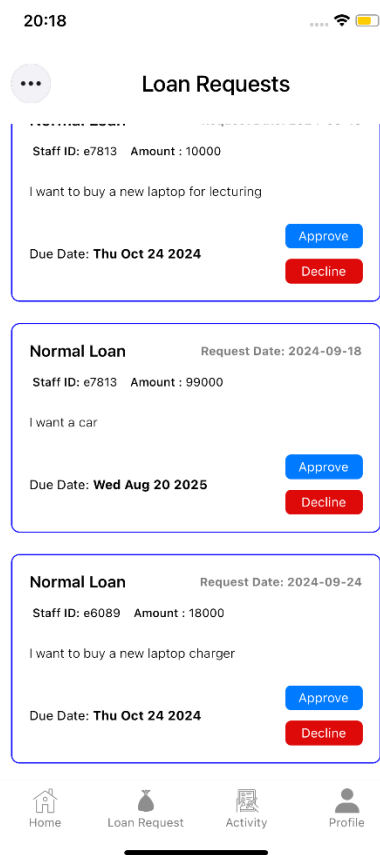 20:18
Loan Requests
Normal Loan
Staff ID: e7813 Amount : 10000
I want to buy a new laptop for lecturing
Approve
Due Date: Thu Oct 24 2024
Decline
Normal Loan Request Date: 2024-09-18
Staff ID: e7813 Amount : 99000
I want a car
Approve
Due Date: Wed Aug 20 2025
Decline
Normal Loan Request Date: 2024-09-24
Staff ID: e6089 Amount : 18000
I want to buy a new laptop charger
Approve
Due Date: Thu Oct 24 2024
Decline
Home Loan Request Activity Profile